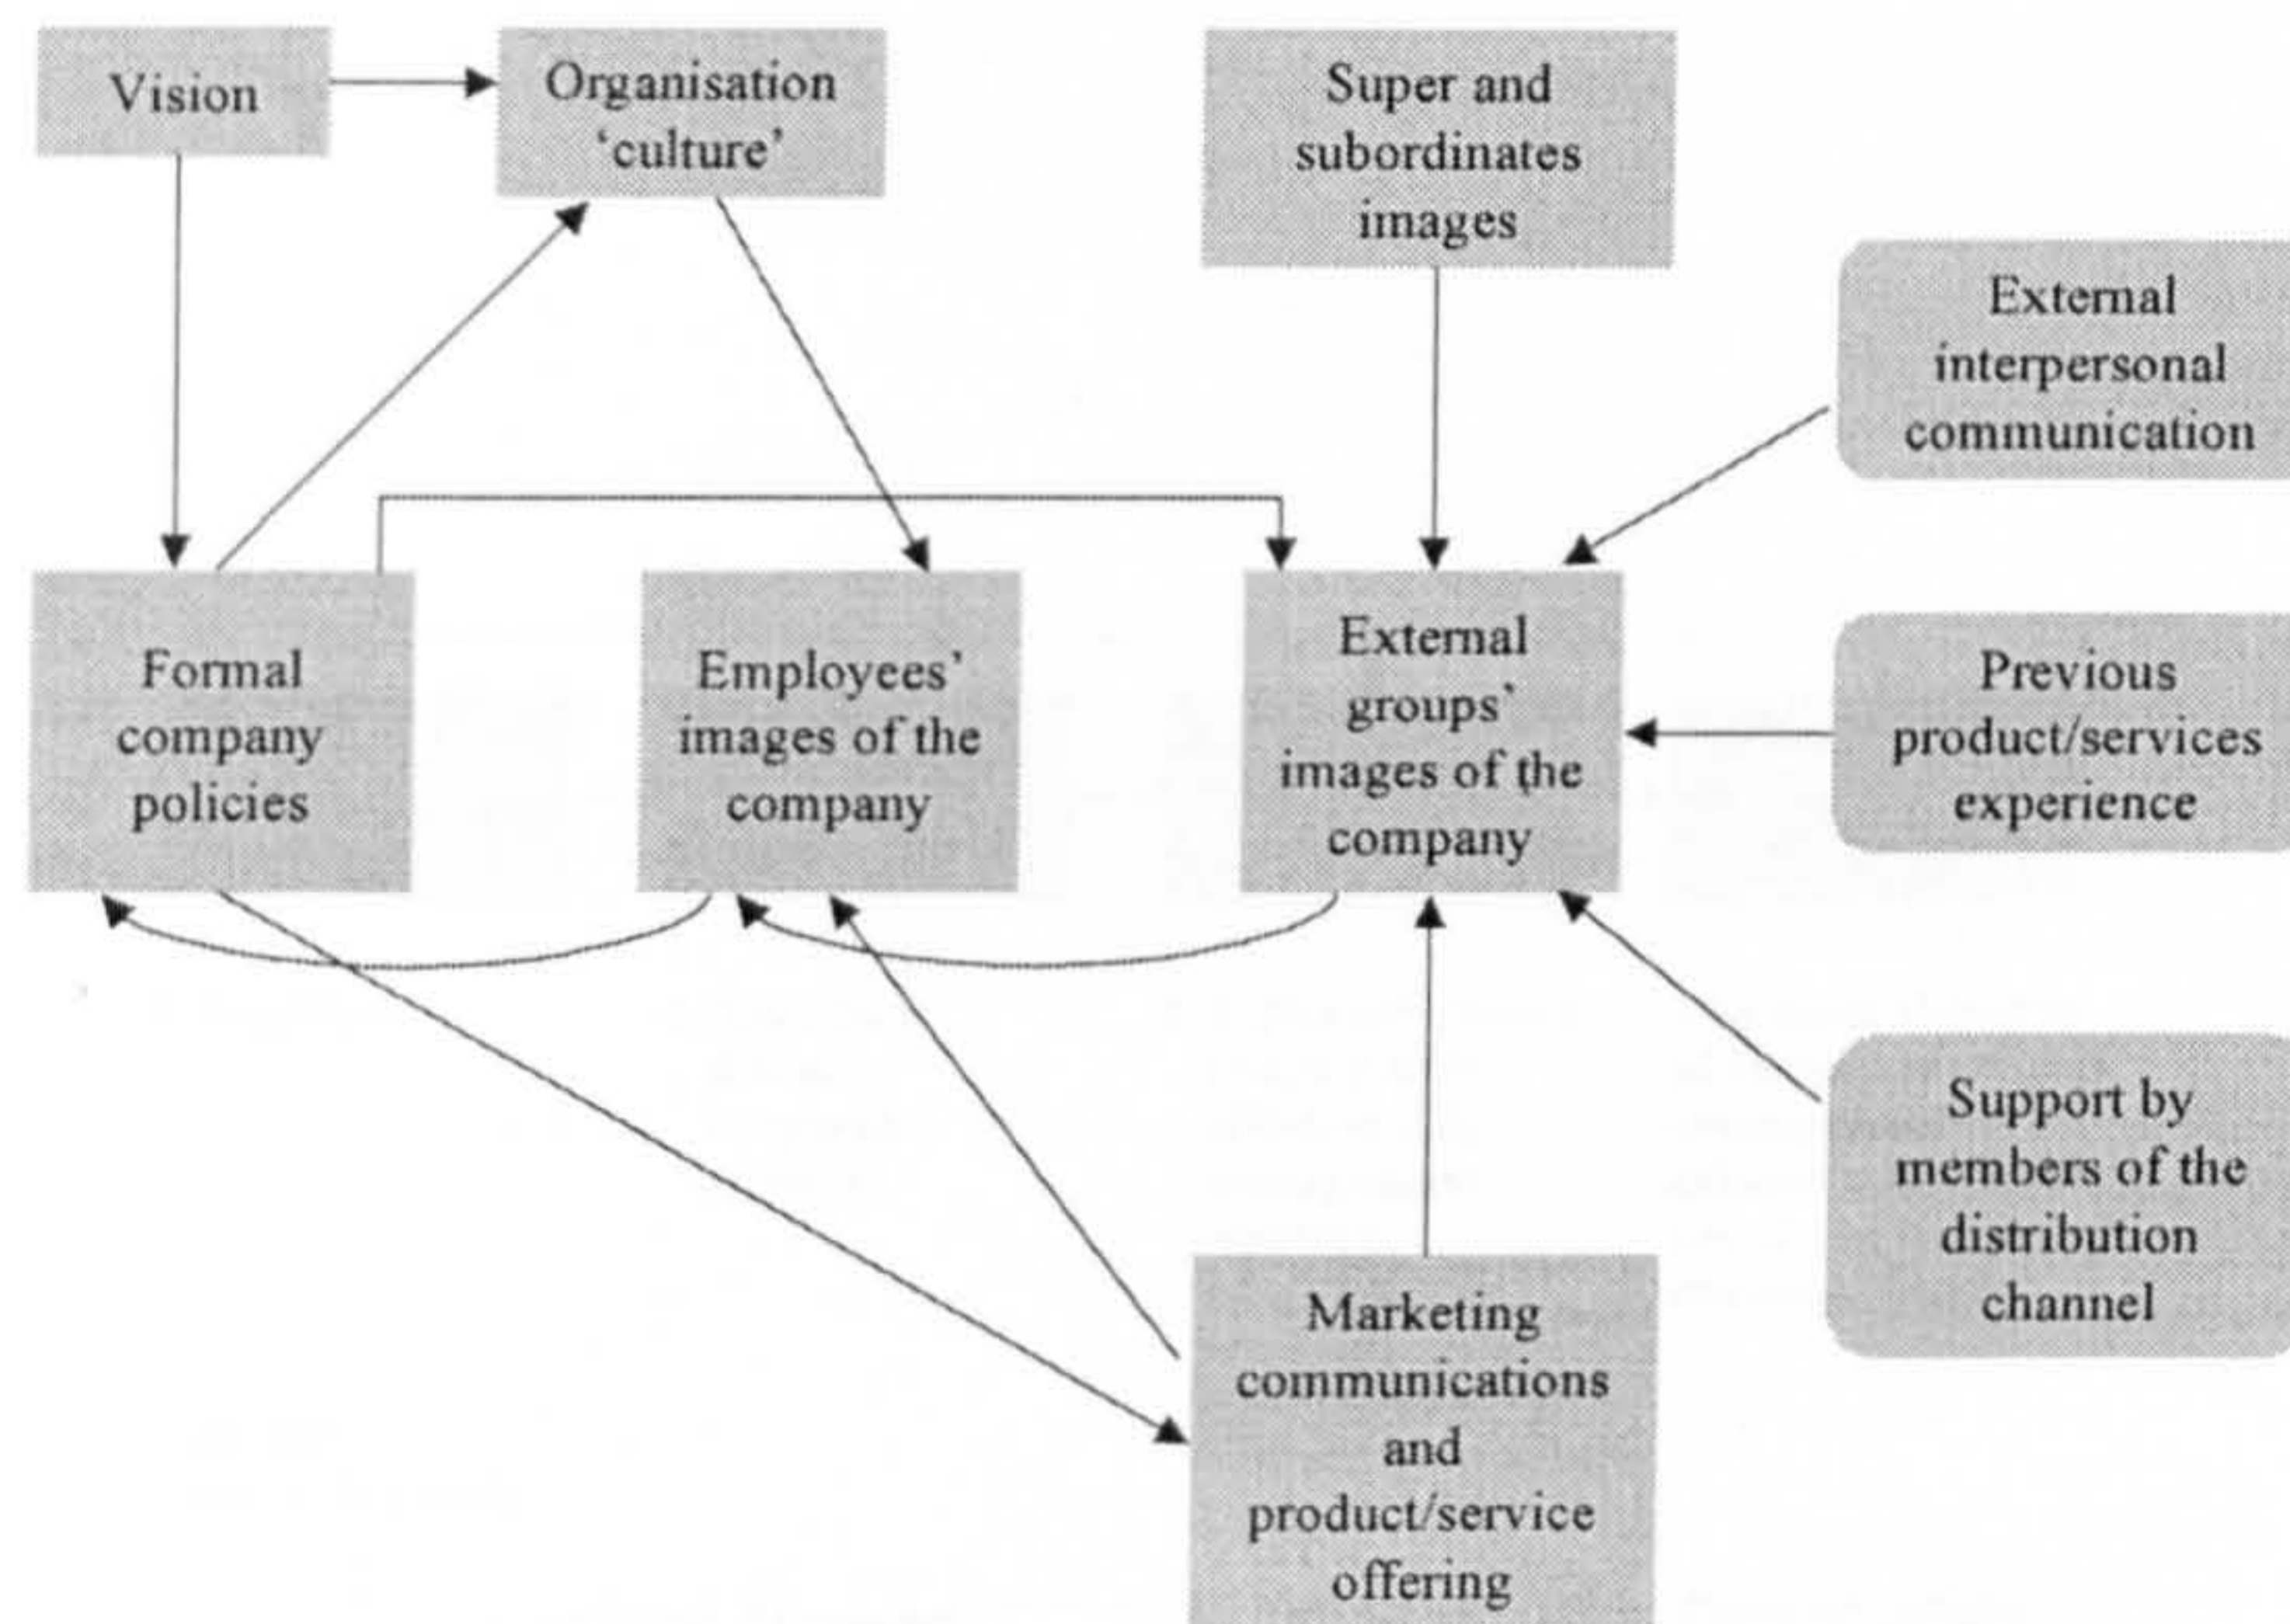 Vision
Organisation
‘culture’
Super and
subordinates
images
External
interpersonal
communication
Formal
company
policies
Employees’
images of the
company
External
groups’
images of the
company
Previous
product/services
experience
Support by
members of the
distribution
channel
Marketing
communications
and
product/service
offering